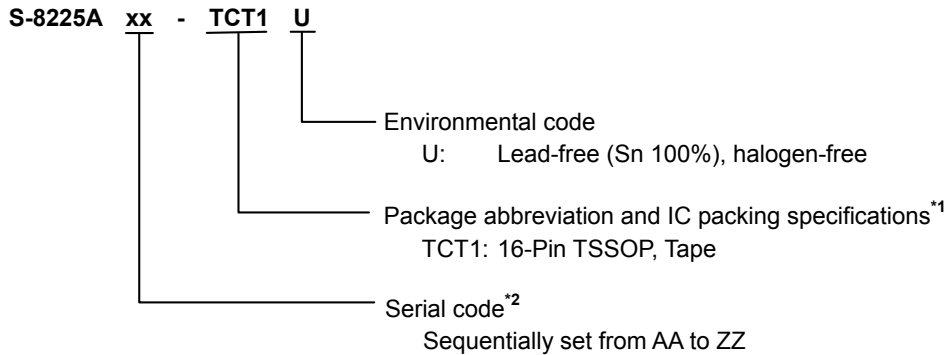 S-8225A xx - TCT1 U
Environmental code
U: Lead-free (Sn 100%), halogen-free
Package abbreviation and IC packing specifications*1
TCT1: 16-Pin TSSOP, Tape
Serial code*2
Sequentially set from AA to ZZ